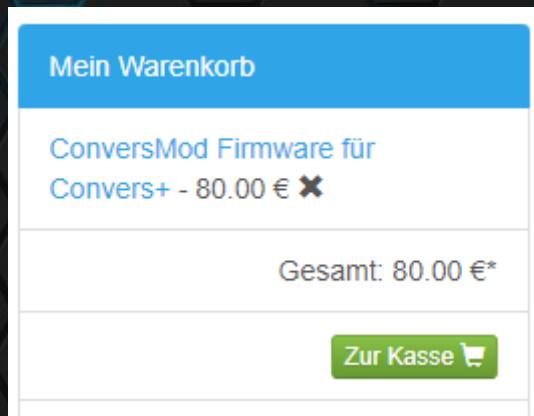 Mein Warenkorb
ConversMod Firmware für
Convers+ - 80.00 € ✖
Gesamt: 80.00 €*
Zur Kasse